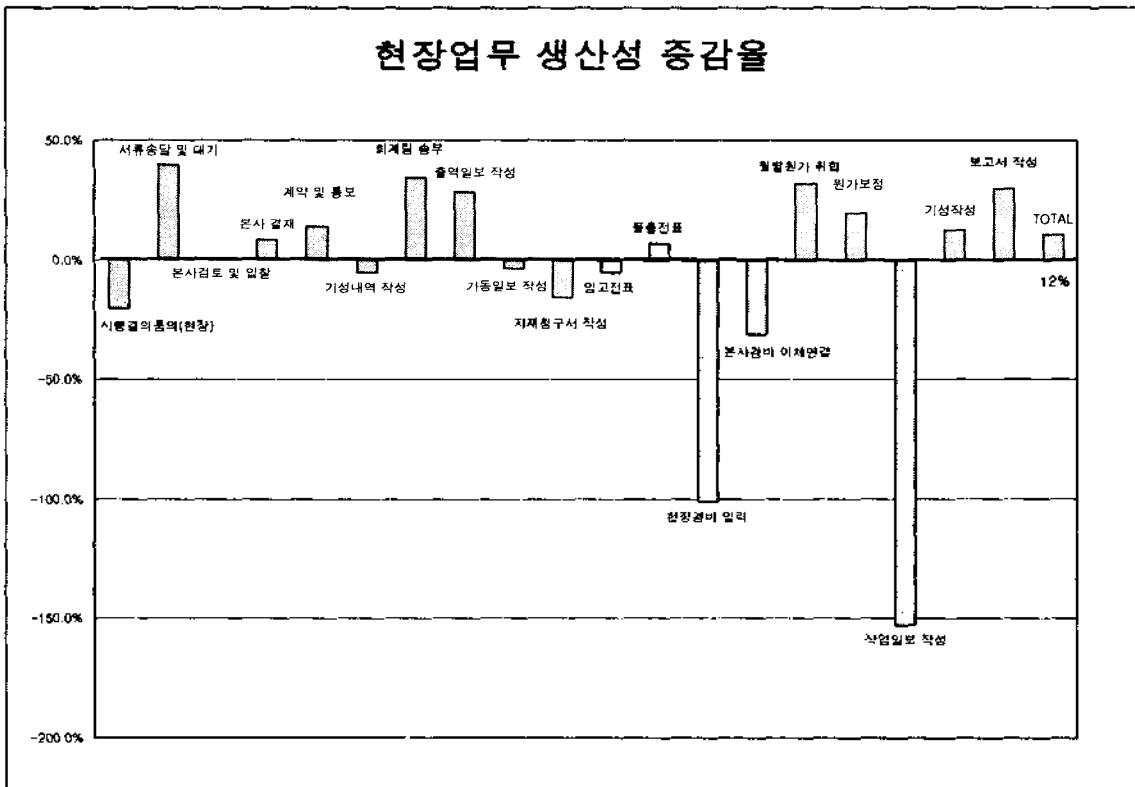 현장업무 생산성 증감율
50.0%
0.0%
-50.0%
-100.0%
-150.0%
-200.0%
시행결의품의(현장)
서류송달 및 대기
본사검토 및 입찰
본사 결재
계약 및 통보
기성내역 작성
회계팀 송부
출역일보 작성
가동일보 작성
자재청구서 작성
입고전표
불출전표
현장경비 입력
본사경비 이체연결
월할원가 취합
원가보정
작업일보 작성
기성작성
보고서 작성
TOTAL
12%